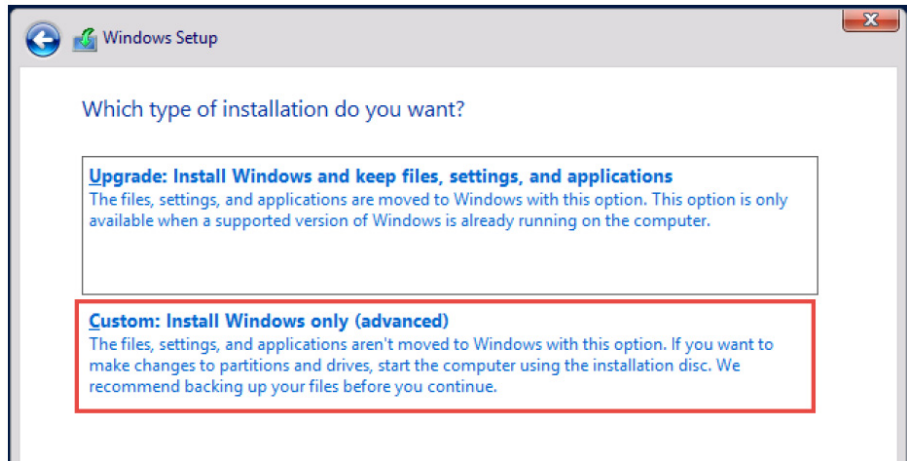 Windows Setup
Which type of installation do you want?
Upgrade: Install Windows and keep files, settings, and applications
The files, settings, and applications are moved to Windows with this option. This option is only
available when a supported version of Windows is already running on the computer.
Custom: Install Windows only (advanced)
The files, settings, and applications aren't moved to Windows with this option. If you want to
make changes to partitions and drives, start the computer using the installation disc. We
recommend backing up your files before you continue.